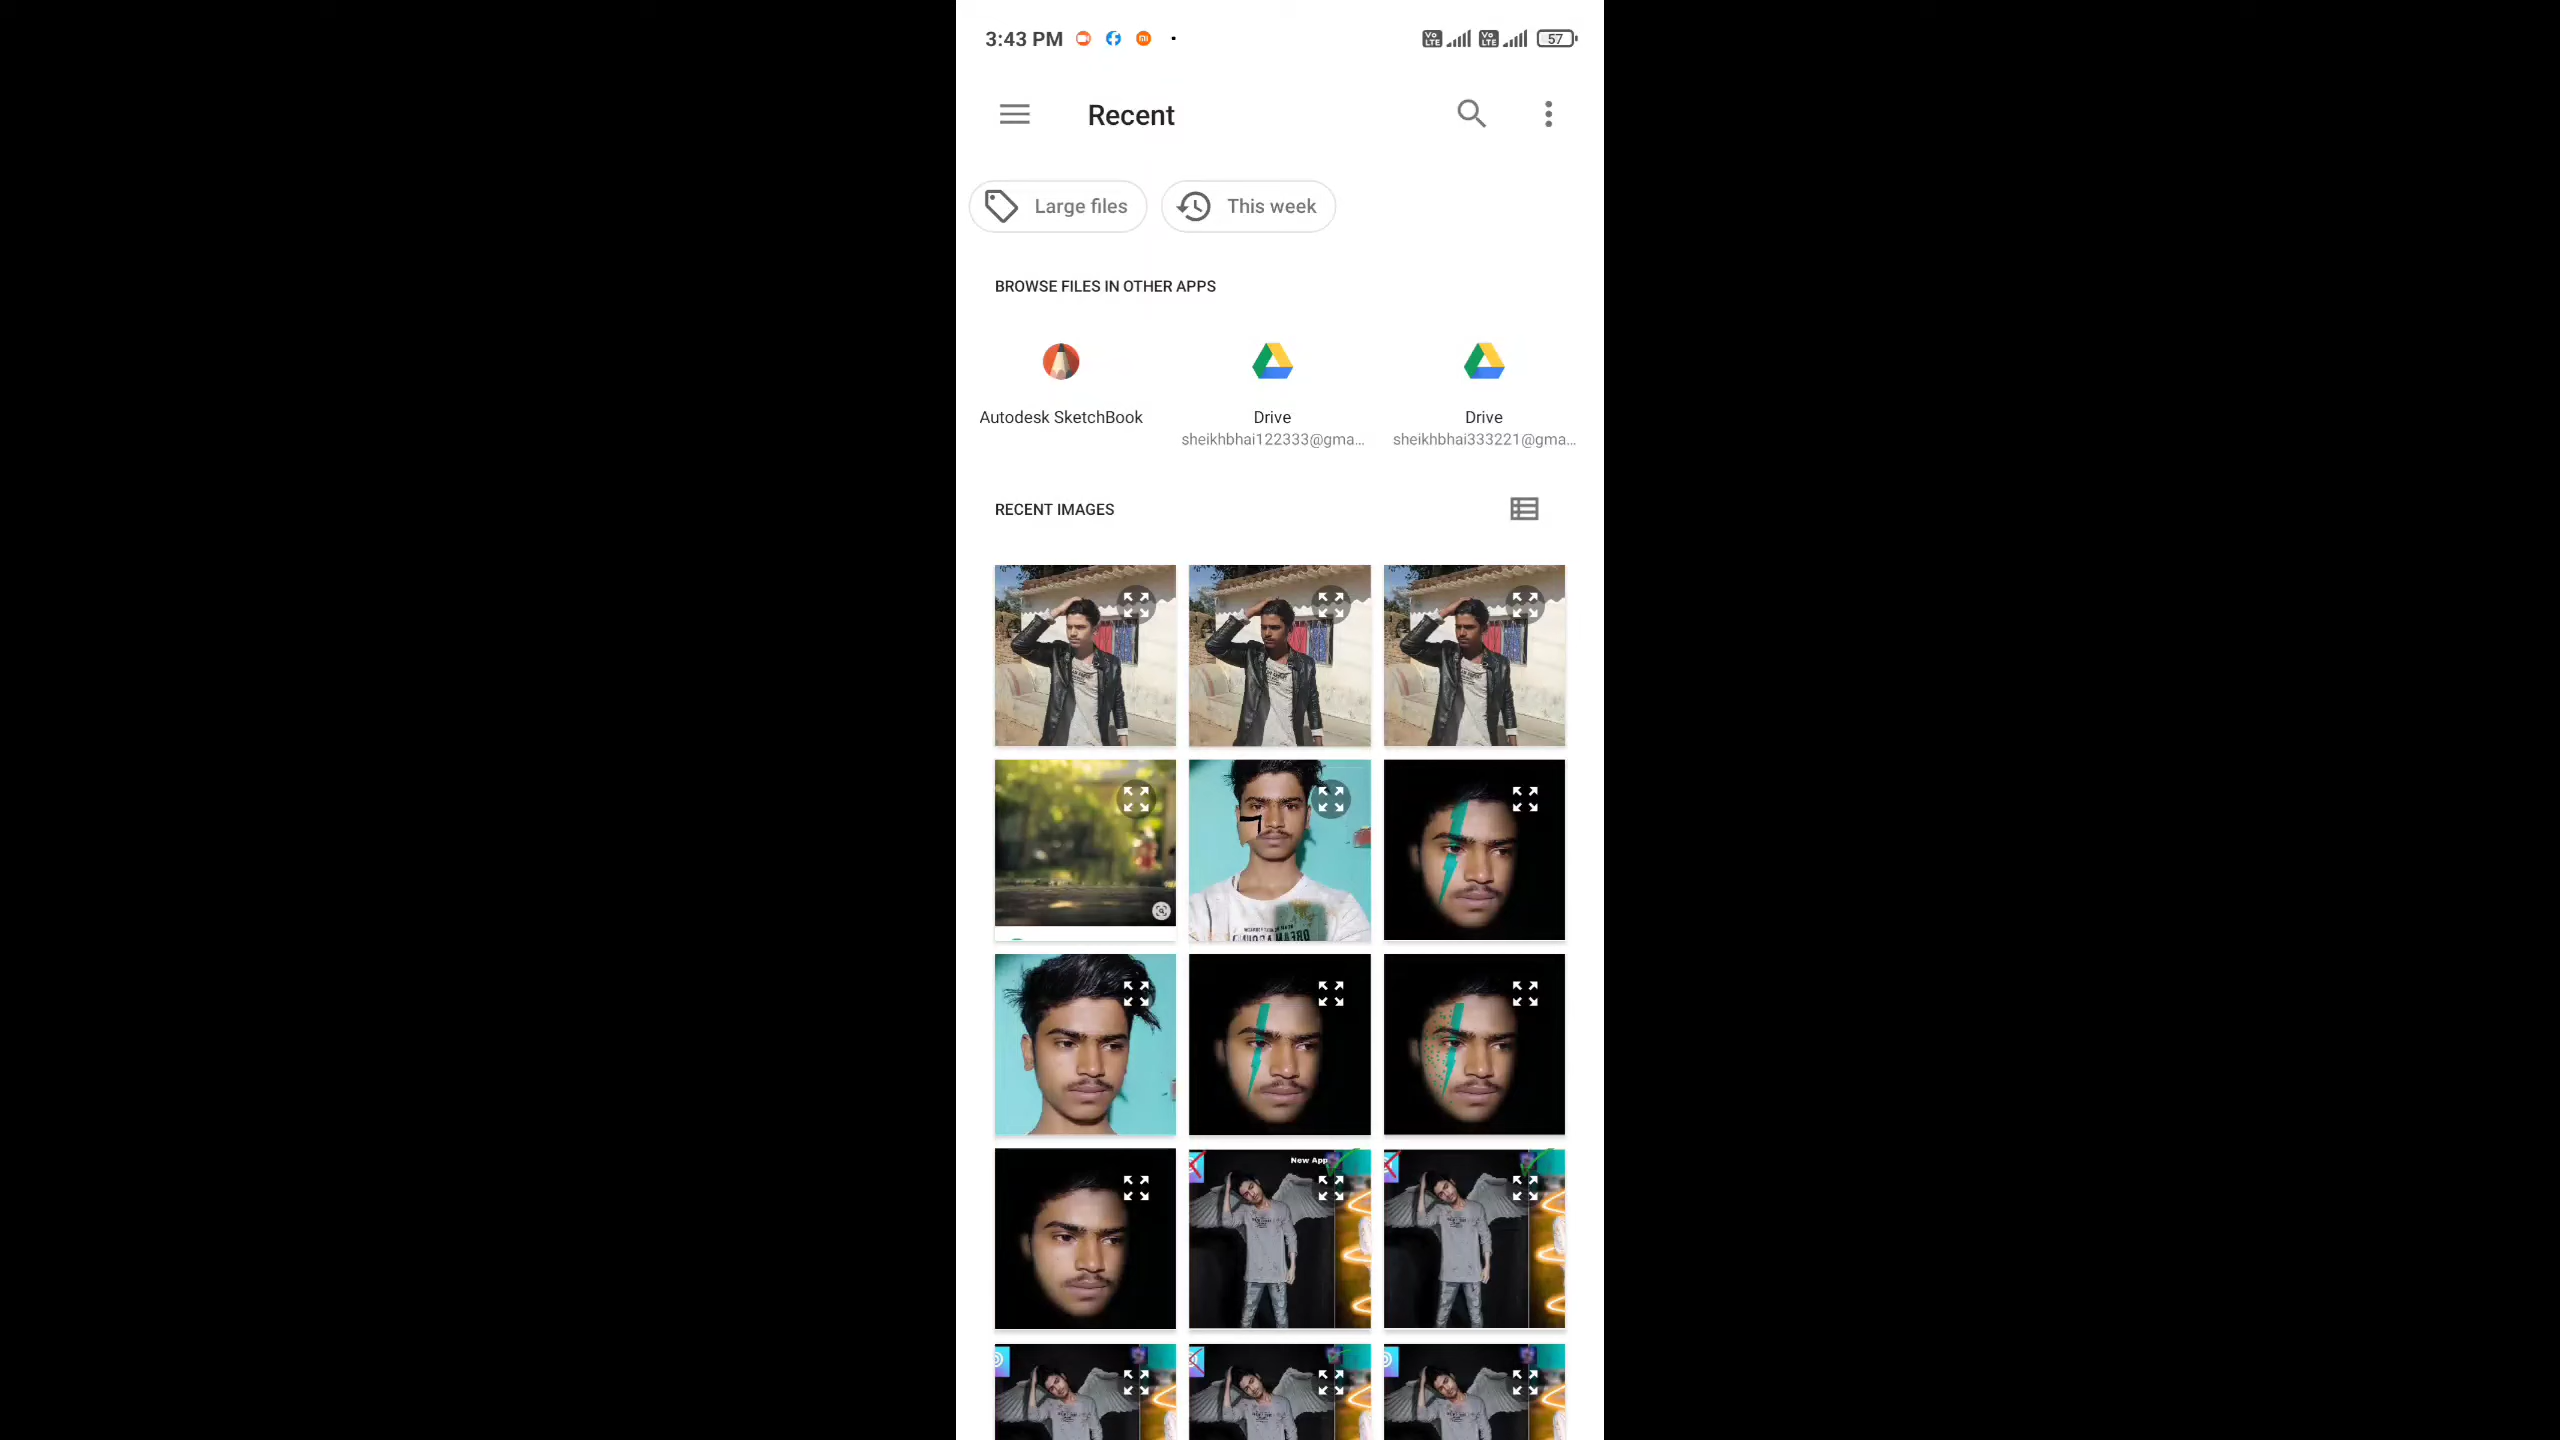 3:43 PM
57
Recent
Large files
This week
BROWSE FILES IN OTHER APPS
Autodesk SketchBook
Drive
sheikhbhai122333@gma...
Drive
sheikhbhai333221@gma...
RECENT IMAGES
New App